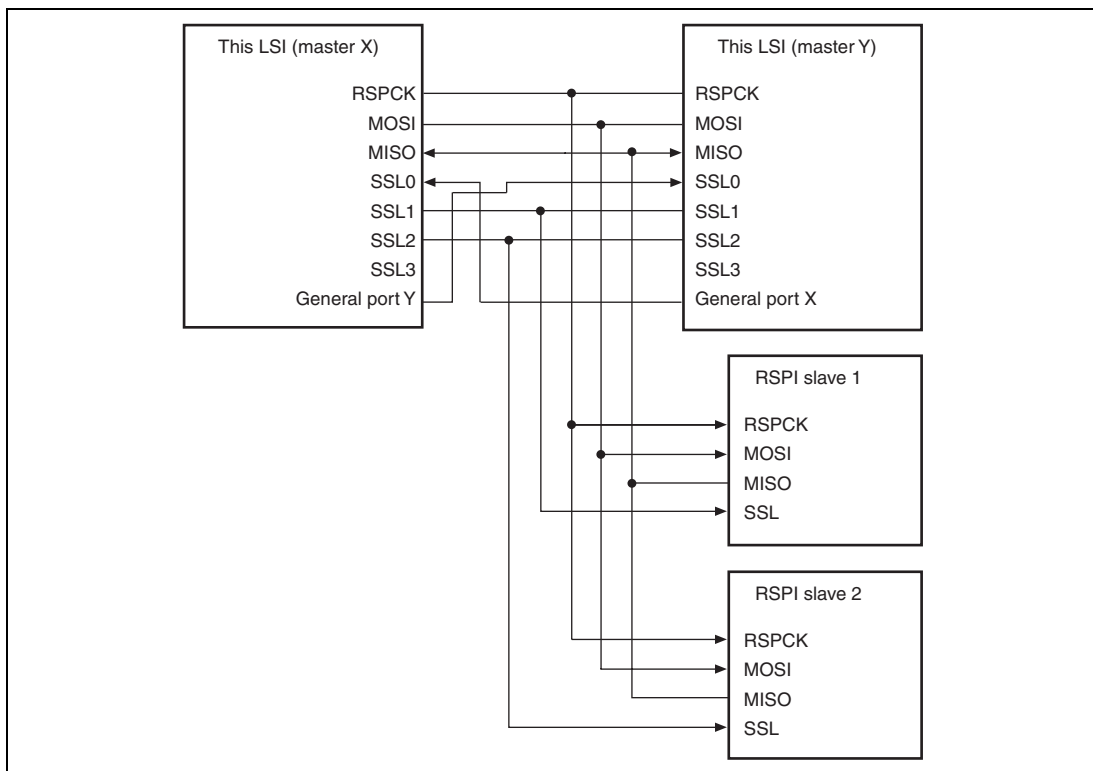 This LSI (master X)
RSPCK
MOSI
MISO
SSL0
SSL1
SSL2
SSL3
General port Y
This LSI (master Y)
RSPCK
MOSI
MISO
SSL0
SSL1
SSL2
SSL3
General port X
RSPI slave 1
RSPCK
MOSI
MISO
SSL
RSPI slave 2
RSPCK
MOSI
MISO
SSL